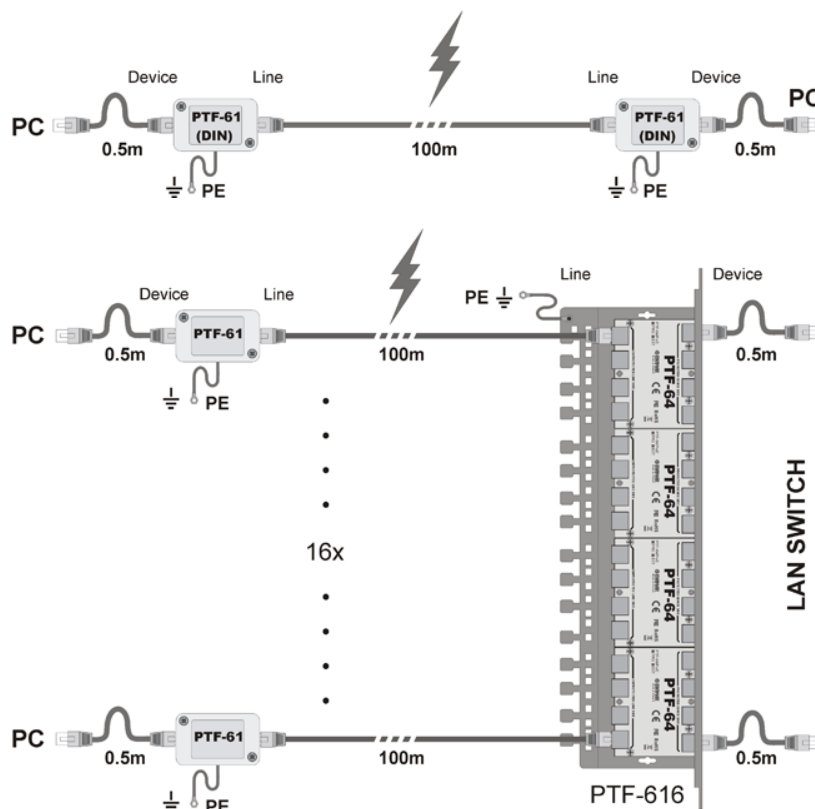 Device Line Line Device
PC PTF-61 (DIN) PTF-61 (DIN) PC
0.5m 100m 0.5m
PE PE
Line Device
PE
Device Line
PC PTF-61
0.5m 100m 0.5m
PE
PTF-64
PTF-64
PTF-64
PTF-64
16x
LAN SWITCH
PC PTF-61
0.5m 100m 0.5m
PE
PTF-616